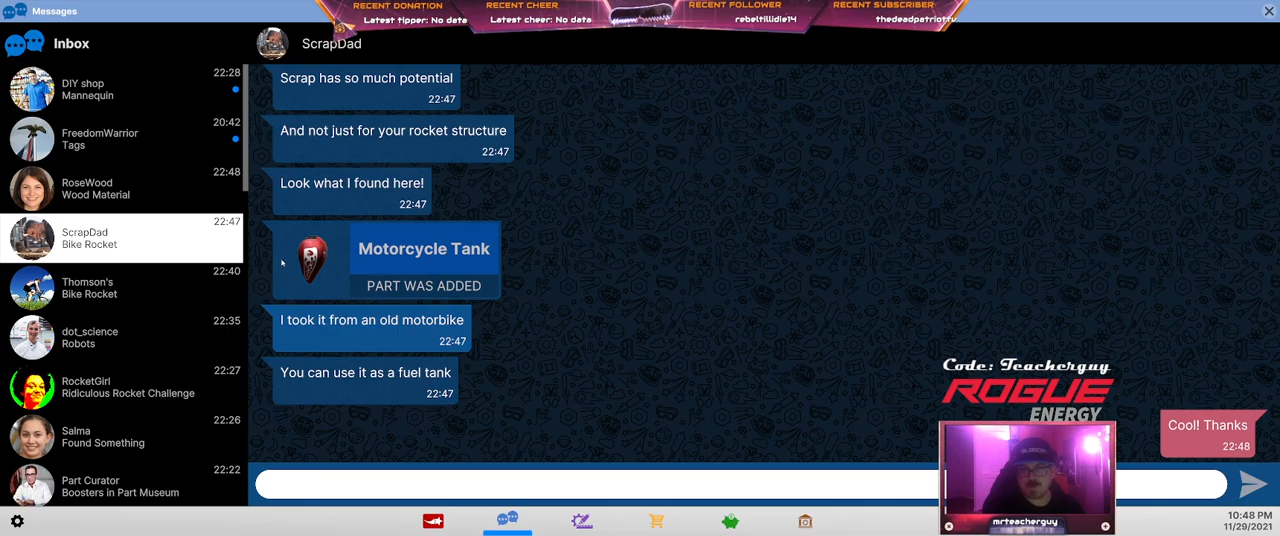 Messages
RECENT DONATION
Latest tipper: No data
RECENT CHEER
Latest cheer: No data
RECENT FOLLOWER
rebeltillidie14
RECENT SUBSCRIBER
thedeadpatriottv
Inbox
ScrapDad
DIY shop
Mannequin
22:28
FreedomWarrior
Tags
20:42
RoseWood
Wood Material
22:48
ScrapDad
Bike Rocket
22:47
Thomson's
Bike Rocket
22:40
dot_science
Robots
22:35
RocketGirl
Ridiculous Rocket Challenge
22:27
Salma
Found Something
22:26
Part Curator
Boosters in Part Museum
22:22
Scrap has so much potential
22:47
And not just for your rocket structure
22:47
Look what I found here!
22:47
Motorcycle Tank
PART WAS ADDED
I took it from an old motorbike
22:47
You can use it as a fuel tank
22:47
Cool! Thanks
22:48
Code: Teacherguy
ROGUE
ENERGY
mrteacherguy
10:48 PM
11/29/2021